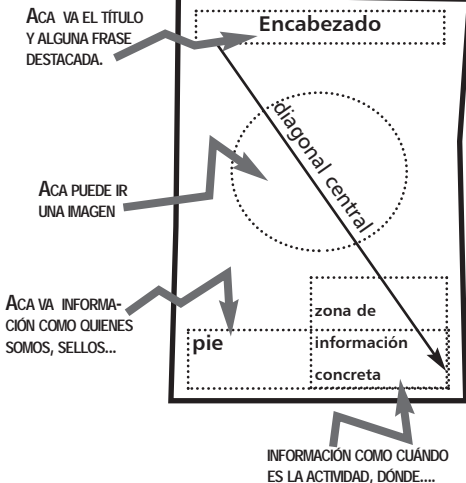 ACA VA EL TÍTULO
Y ALGUNA FRASE
DESTACADA.
Encabezado
diagonal central
ACA PUEDE IR
UNA IMAGEN
ACA VA INFORMA-
CIÓN COMO QUIENES
SOMOS, SELLOS...
pie
zona de
información
concreta
INFORMACIÓN COMO CUÁNDO
ES LA ACTIVIDAD, DÓNDE....